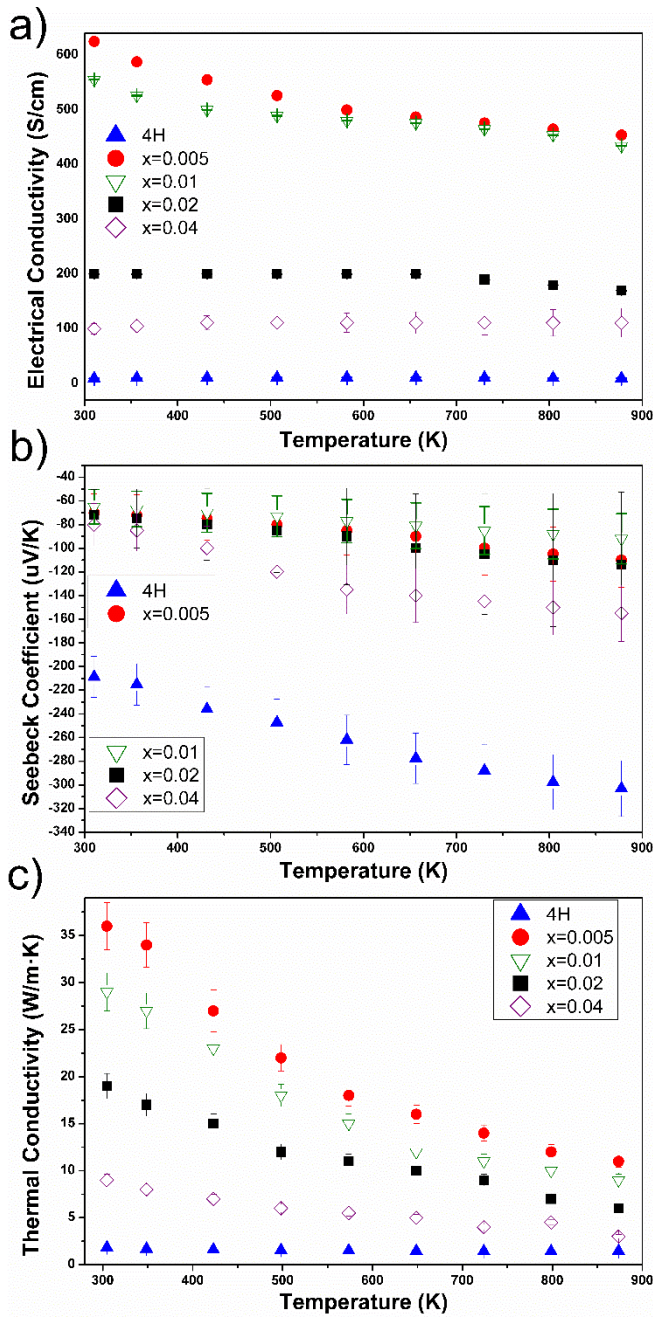 a)
600
500
400
300
200
100
0
Electrical Conductivity (S/cm)
4H
x=0.005
x=0.01
x=0.02
x=0.04
300 400 500 600 700 800 900
Temperature (K)
b)
-40
-60
-80
-100
-120
-140
-160
-180
-200
-220
-240
-260
-280
-300
-320
-340
Seebeck Coefficient (uV/K)
4H
x=0.005
x=0.01
x=0.02
x=0.04
300 400 500 600 700 800 900
Temperature (K)
c)
35
30
25
20
15
10
5
0
Thermal Conductivity (W/m·K)
4H
x=0.005
x=0.01
x=0.02
x=0.04
300 400 500 600 700 800 900
Temperature (K)